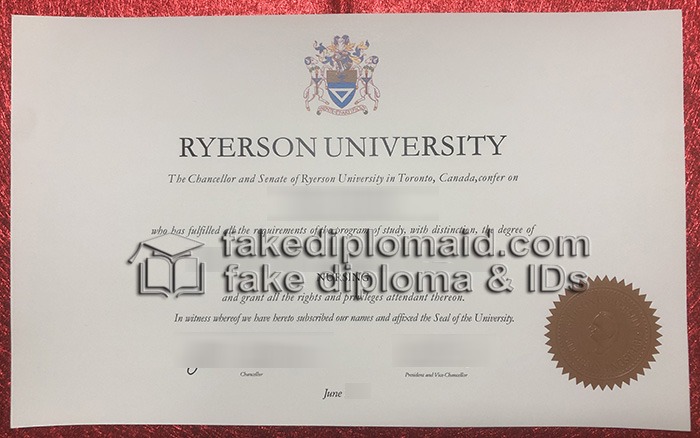 RYERSON UNIVERSITY
The Chancellor and Senate of Ryerson University in Toronto, Canada, confer on
who has fulfilled all the requirements of the program of study, with distinction, the degree of
fakediplomaid.com
NURSING
fake diploma & IDs
and grant all the rights and privileges attendant thereon.
In witness whereof we have hereto subscribed our names and affixed the Seal of the University.
Chancellor
President and Vice-Chancellor
June